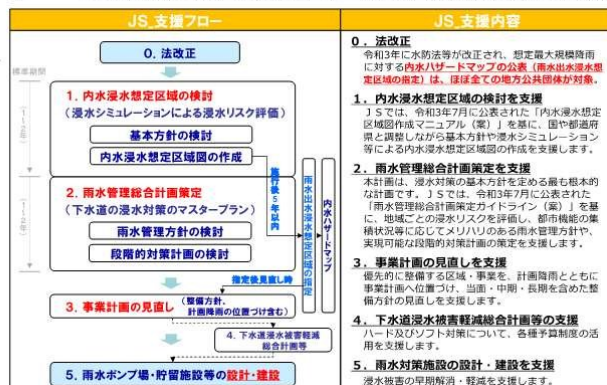 JS_支援フロー
標準期間
(1~2年)
(1~2年)
0. 法改正
1. 内水浸水想定区域の検討
(浸水シミュレーションによる浸水リスク評価)
基本方針の検討
内水浸水想定区域図の作成
施行後5年以内
2. 雨水管理総合計画策定
(下水道の浸水対策のマスタープラン)
雨水管理方針の検討
段階的対策計画の検討
雨水出水浸水想定区域の指定
内水ハザードマップ
指定後見直し時
3. 事業計画の見直し (整備方針、
計画降雨の位置づけ含む)
4. 下水道浸水被害軽減
総合計画等
5. 雨水ポンプ場・貯留施設等の設計・建設
JS_支援内容
0. 法改正
令和3年に水防法等が改正され、想定最大規模降雨
に対する内水ハザードマップの公表(雨水出水浸水想
定区域の指定)は、ほぼ全ての地方公共団体が対象。
1. 内水浸水想定区域の検討を支援
JSでは、令和3年7月に公表された「内水浸水想定
区域図作成マニュアル(案)」を基に、国や都道府
県と調整しながら基本方針や浸水シミュレーション
等による内水浸水想定区域図の作成を支援します。
2. 雨水管理総合計画策定を支援
本計画は、浸水対策の基本方針を定める最も根本的
な計画です。JSでは、令和3年7月に公表された
「雨水管理総合計画策定ガイドライン(案)」を基
に、地域ごとの浸水リスクを評価し、都市機能の集
積状況等に応じてメリハリのある雨水管理方針や、
実現可能な段階的対策計画の策定を支援します。
3. 事業計画の見直しを支援
優先的に整備する区域・事業を、計画降雨とともに
事業計画へ位置づけ、当面・中期・長期を含めた整
備方針の見直しを支援します。
4. 下水道浸水被害軽減総合計画等の支援
ハード及びソフト対策について、各種予算制度の活
用を支援します。
5. 雨水対策施設の設計・建設を支援
浸水被害の早期解消・軽減を支援します。